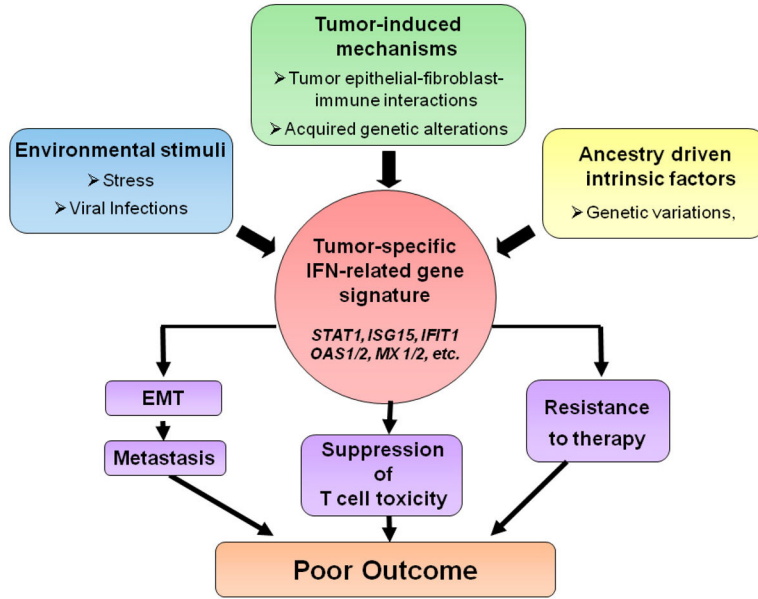 Tumor-induced
mechanisms
➢ Tumor epithelial-fibroblast-
immune interactions
➢ Acquired genetic alterations
Environmental stimuli
➢ Stress
➢ Viral Infections
Ancestry driven
intrinsic factors
➢ Genetic variations,
Tumor-specific
IFN-related gene
signature
STAT1, ISG15, IFIT1
OAS1/2, MX1/2, etc.
EMT
Metastasis
Suppression
of
T cell toxicity
Resistance
to therapy
Poor Outcome